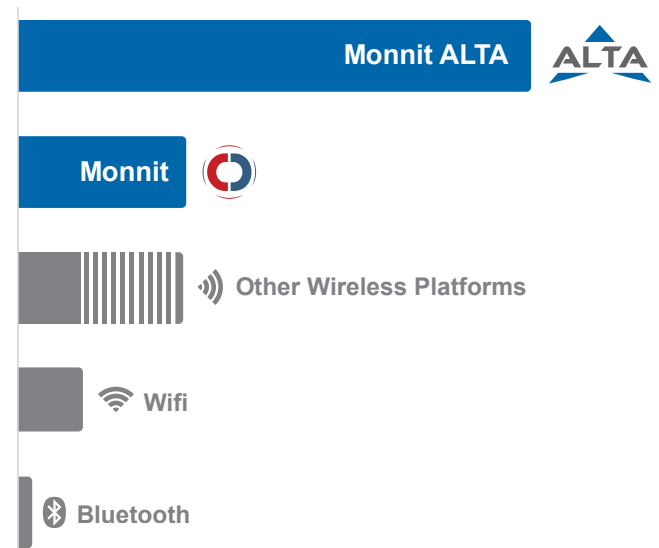 Monnit ALTA
ALTA
Monnit
Other Wireless Platforms
Wifi
Bluetooth